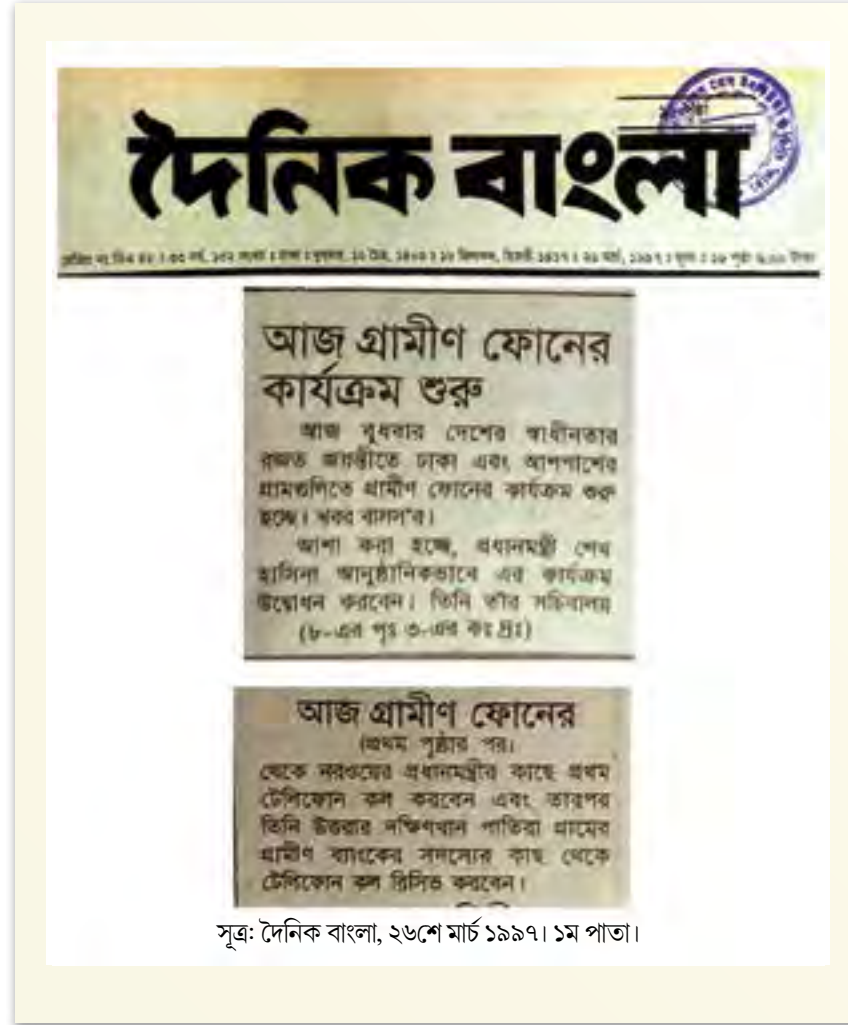 দৈনিক বাংলা
১২ চৈত্র, ১৪০৩
আজ গ্রামীণ ফোনের
কার্যক্রম শুরু
আজ বুধবার দেশের স্বাধীনতার
রজত জয়ন্তীতে ঢাকা এবং আশপাশের
গ্রামগুলিতে গ্রামীণ ফোনের কার্যক্রম শুরু
হচ্ছে। খবর বাসস'র।
আশা করা হচ্ছে, প্রধানমন্ত্রী শেখ
হাসিনা আনুষ্ঠানিকভাবে এর কার্যক্রম
উদ্বোধন করবেন। তিনি তাঁর সচিবালয়
(৮-এর পৃঃ ৩-এর কঃ দ্রঃ)
আজ গ্রামীণ ফোনের
(প্রথম পৃষ্ঠার পর)
থেকে নরওয়ের প্রধানমন্ত্রীর কাছে প্রথম
টেলিফোন কল করবেন এবং তারপর
তিনি উত্তরার দক্ষিণখান পাতিরা গ্রামের
গ্রামীণ ব্যাংকের সদস্যের কাছ থেকে
টেলিফোন কল রিসিভ করবেন।
সূত্র: দৈনিক বাংলা, ২৬শে মার্চ ১৯৯৭। ১ম পাতা।